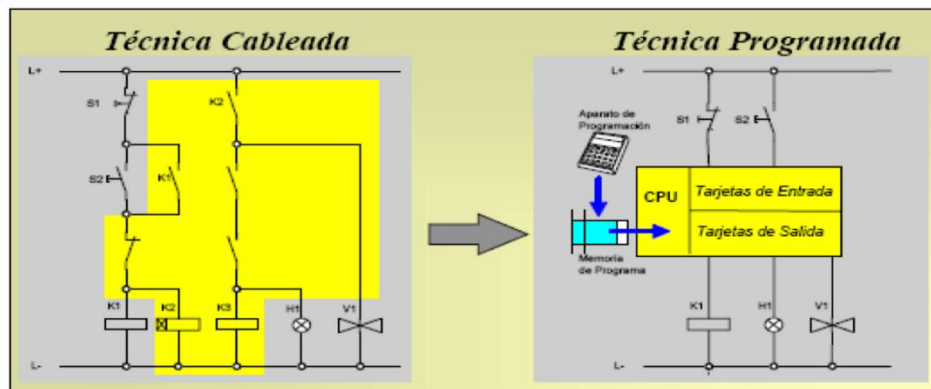 Técnica Cableada
L+
S1
K2
S2
K1
K1
K2
K3
H1
V1
L-
Técnica Programada
L+
Aparato de
Programación
S1
S2
CPU
Tarjetas de Entrada
Tarjetas de Salida
Memoria
de Programa
K1
H1
V1
L-